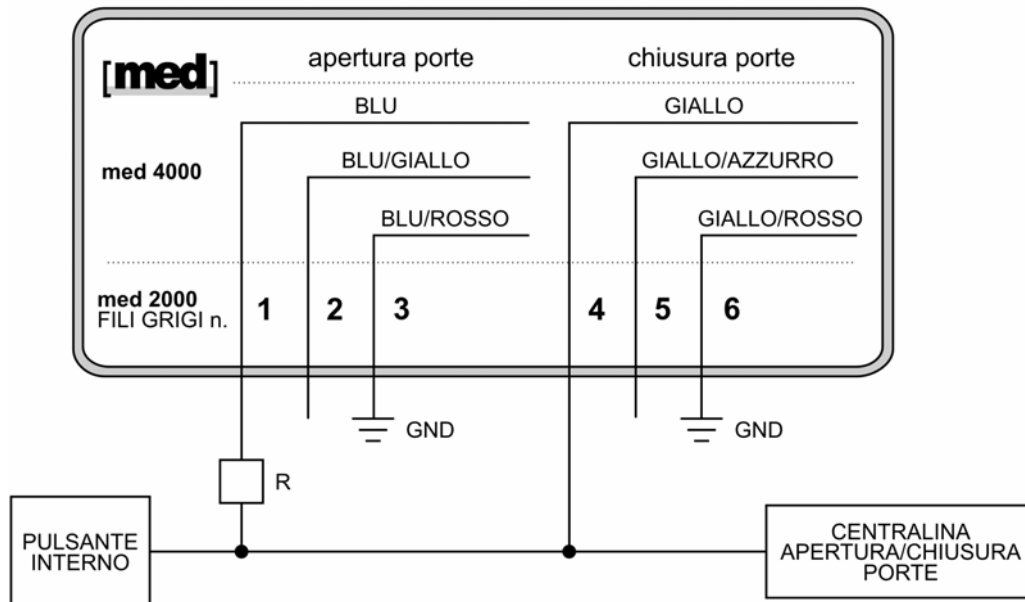 [med]
apertura porte
chiusura porte
BLU
GIALLO
med 4000
BLU/GIALLO
GIALLO/AZZURRO
BLU/ROSSO
GIALLO/ROSSO
med 2000
FILI GRIGI n.
1
2
3
4
5
6
GND
GND
R
PULSANTE
INTERNO
CENTRALINA
APERTURA/CHIUSURA
PORTE